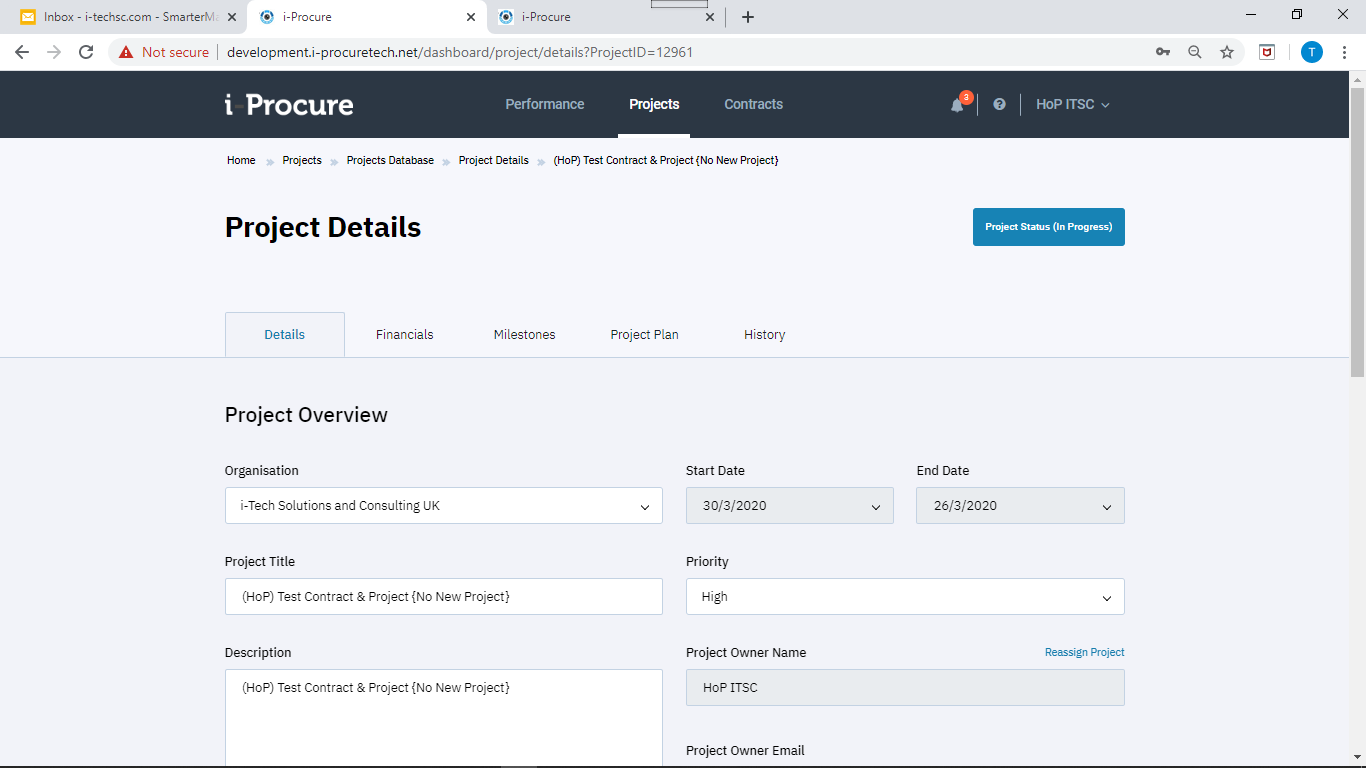 Inbox - i-techsc.com - SmarterMa
i-Procure
i-Procure
Not secure
development.i-procuretech.net/dashboard/project/details?ProjectID=12961
T
i-Procure
Performance
Projects
Contracts
3
?
HoP ITSC
Home » Projects » Projects Database » Project Details » (HoP) Test Contract & Project {No New Project}
Project Details
Project Status (In Progress)
Details
Financials
Milestones
Project Plan
History
Project Overview
Organisation
Start Date
End Date
i-Tech Solutions and Consulting UK
30/3/2020
26/3/2020
Project Title
Priority
(HoP) Test Contract & Project {No New Project}
High
Description
Project Owner Name
Reassign Project
(HoP) Test Contract & Project {No New Project}
HoP ITSC
Project Owner Email